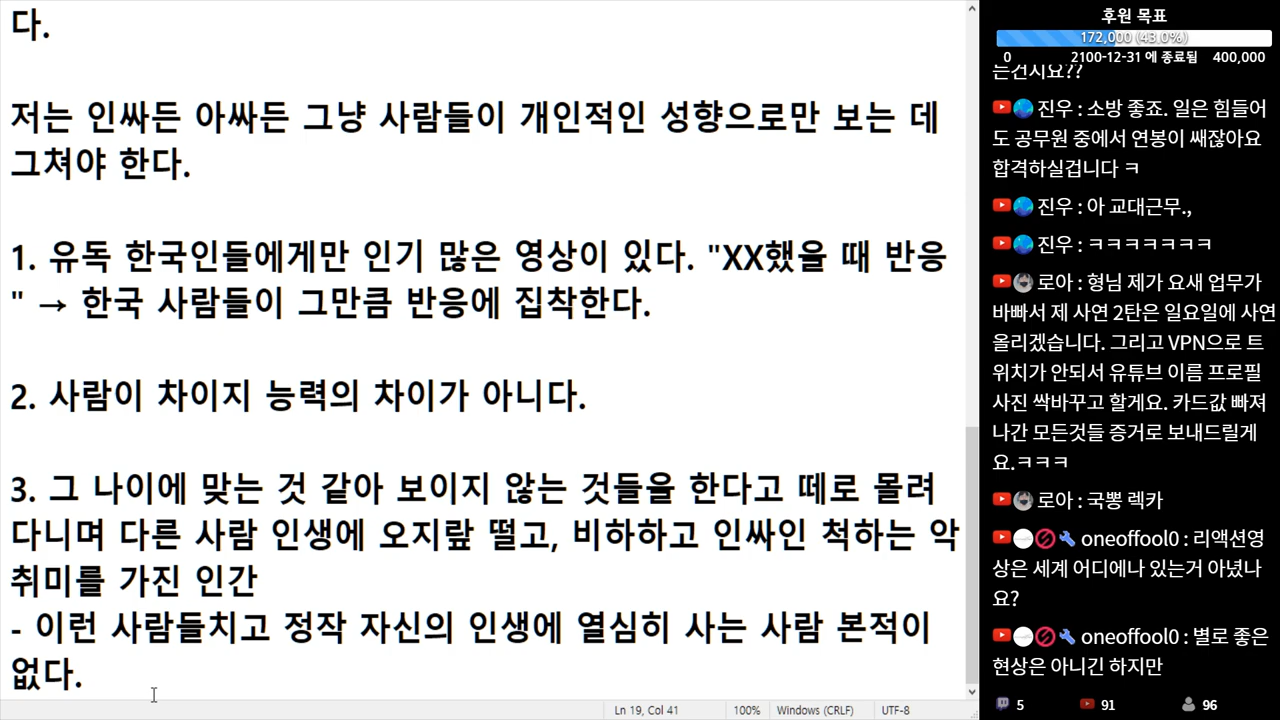 다.
저는 인싸든 아싸든 그냥 사람들이 개인적인 성향으로만 보는 데
그쳐야 한다.
1. 유독 한국인들에게만 인기 많은 영상이 있다. "XX했을 때 반응
" → 한국 사람들이 그만큼 반응에 집착한다.
2. 사람이 차이지 능력의 차이가 아니다.
3. 그 나이에 맞는 것 같아 보이지 않는 것들을 한다고 떼로 몰려
다니며 다른 사람 인생에 오지랖 떨고, 비하하고 인싸인 척하는 악
취미를 가진 인간
- 이런 사람들치고 정작 자신의 인생에 열심히 사는 사람 본적이
없다.
Ln 19, Col 41
100%
Windows (CRLF)
UTF-8
후원 목표
172,000 (43.0%)
0
2100-12-31 에 종료됨
400,000
는건시요??
진우 : 소방 좋죠. 일은 힘들어
도 공무원 중에서 연봉이 쌔잖아요
합격하실겁니다 ㅋ
진우 : 아 교대근무.,
진우 : ㅋㅋㅋㅋㅋㅋㅋ
로아 : 형님 제가 요새 업무가
바빠서 제 사연 2탄은 일요일에 사연
올리겠습니다. 그리고 VPN으로 트
위치가 안되서 유튜브 이름 프로필
사진 싹바꾸고 할게요. 카드값 빠져
나간 모든것들 증거로 보내드릴게
요.ㅋㅋㅋ
로아 : 국뽕 렉카
oneoffool0 : 리액션영
상은 세계 어디에나 있는거 아녔나
요?
oneoffool0 : 별로 좋은
현상은 아니긴 하지만
5
91
96